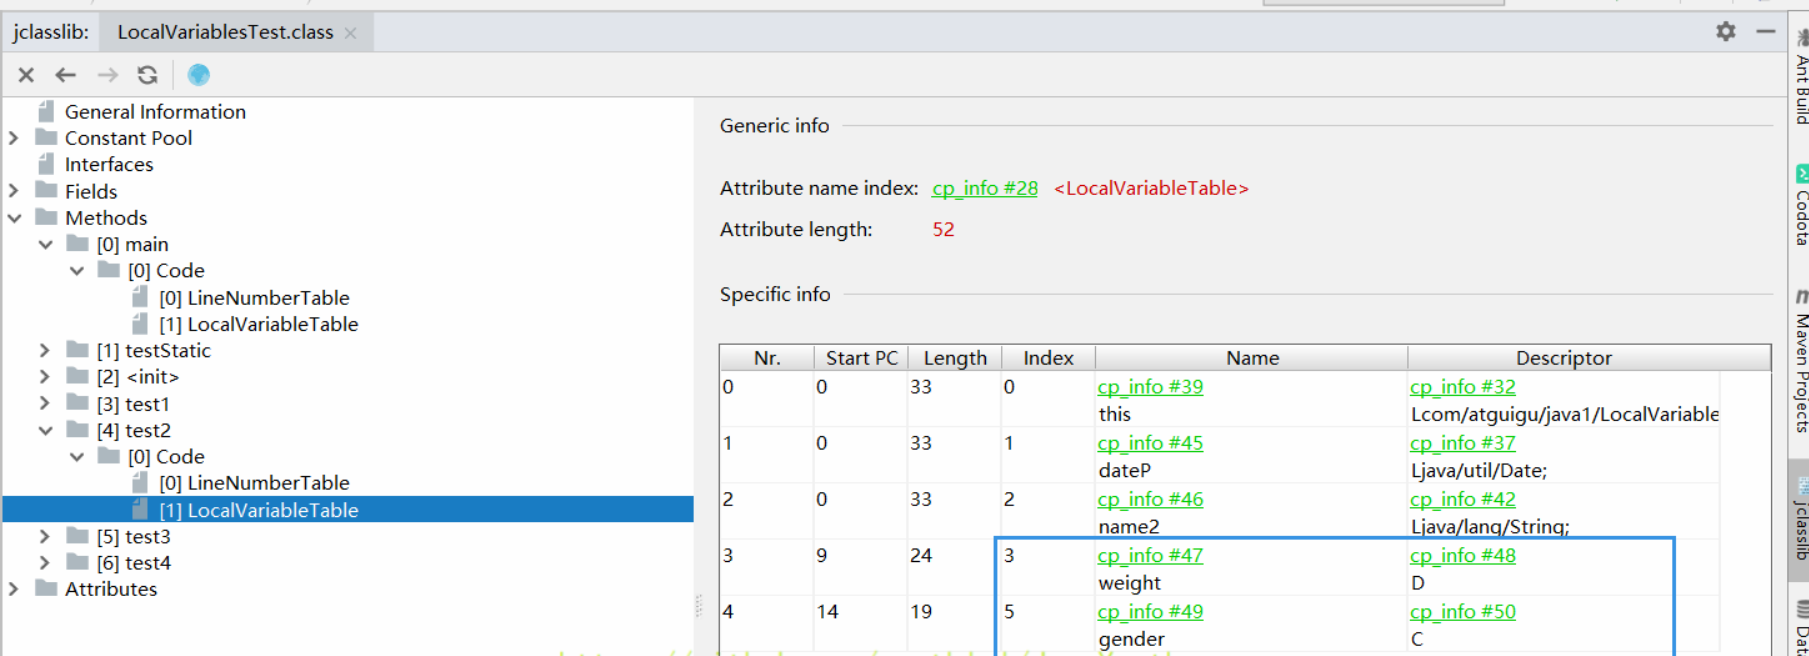 jclasslib: LocalVariablesTest.class
General Information
Constant Pool
Interfaces
Fields
Methods
[0] main
[0] Code
[0] LineNumberTable
[1] LocalVariableTable
[1] testStatic
[2] <init>
[3] test1
[4] test2
[0] Code
[0] LineNumberTable
[1] LocalVariableTable
[5] test3
[6] test4
Attributes
Generic info
Attribute name index: cp_info #28 <LocalVariableTable>
Attribute length: 52
Specific info
Nr. Start PC Length Index Name Descriptor
0 0 33 0 cp_info #39 cp_info #32
this Lcom/atguigu/java1/LocalVariable
1 0 33 1 cp_info #45 cp_info #37
dateP Ljava/util/Date;
2 0 33 2 cp_info #46 cp_info #42
name2 Ljava/lang/String;
3 9 24 3 cp_info #47 cp_info #48
weight D
4 14 19 5 cp_info #49 cp_info #50
gender C
Ant Build
Codota
Maven Projects
jclasslib